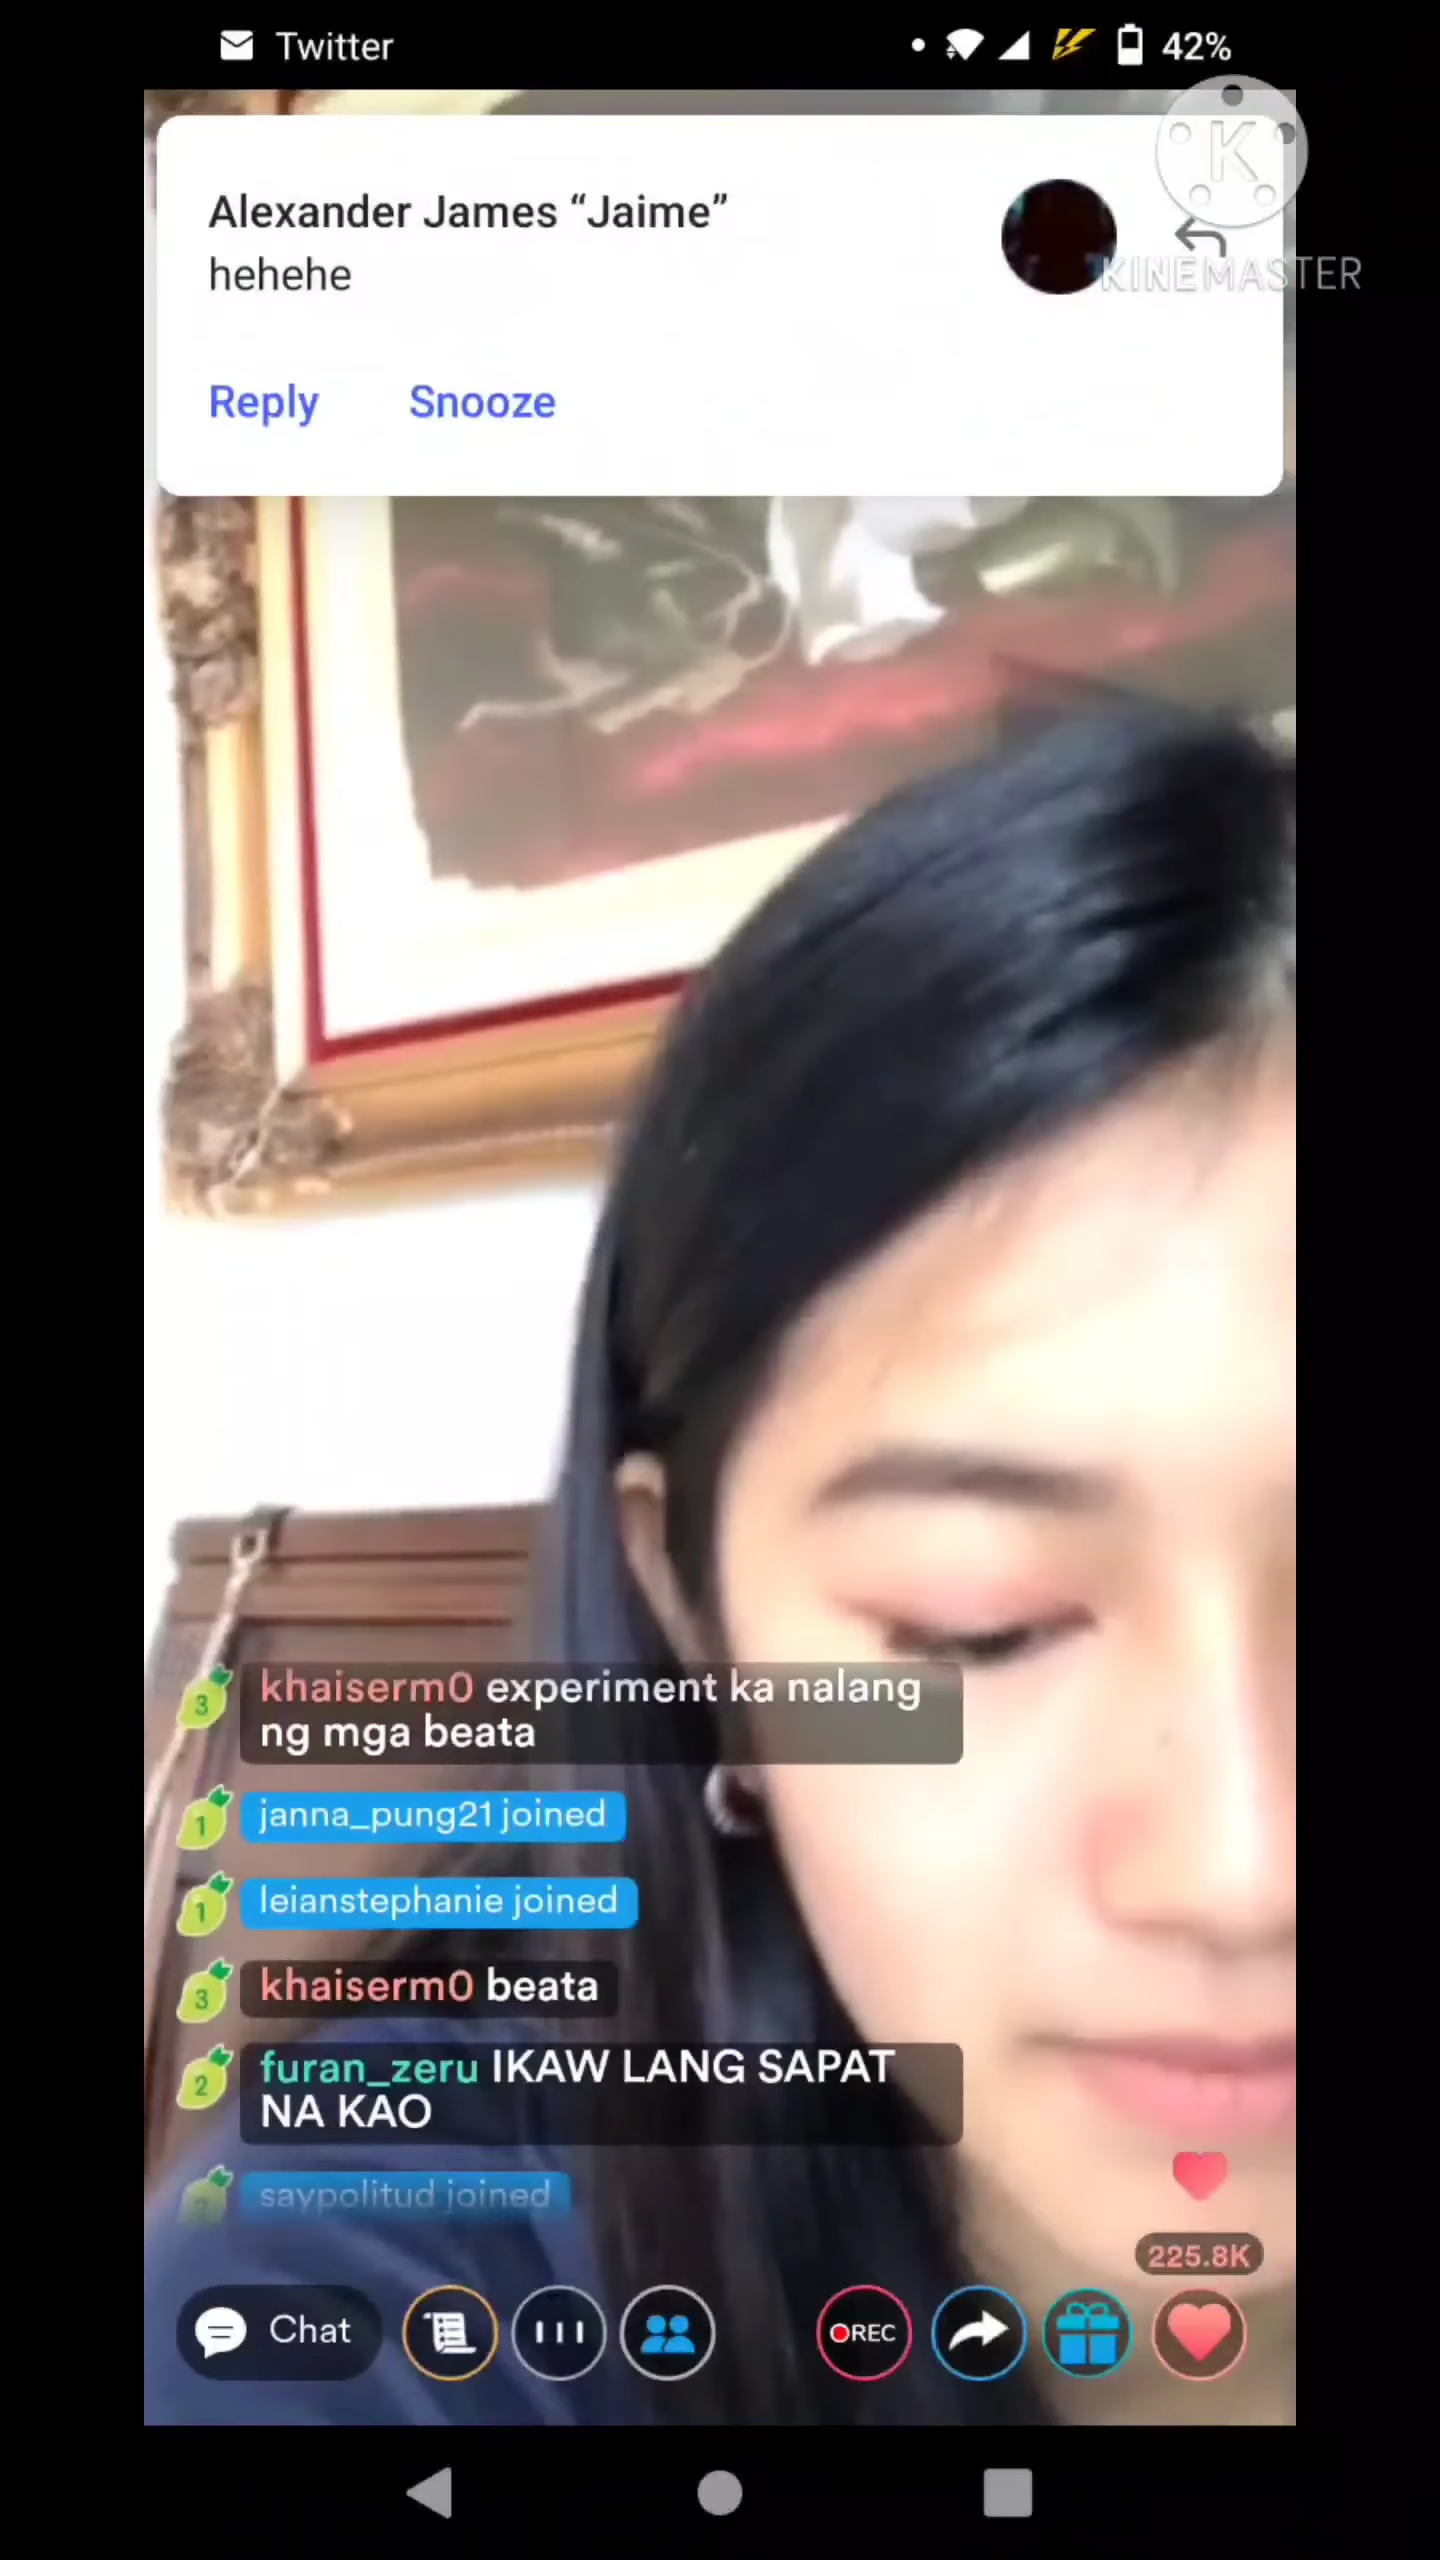 Twitter
42%
K
KINEMASTER
Alexander James “Jaime”
hehehe
Reply Snooze
3 khaiserm0 experiment ka nalang
ng mga beata
1 janna_pung21 joined
1 leianstephanie joined
3 khaiserm0 beata
2 furan_zeru IKAW LANG SAPAT
NA KAO
saypolitud joined
225.8K
Chat
REC